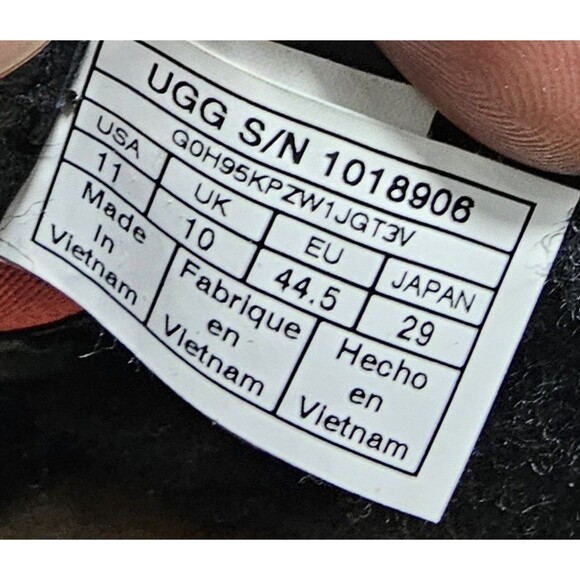 UGG S/N 1018906
G0H95KPZW1JGT3V
USA UK EU JAPAN
11 10 44.5 29
Made In Vietnam
Fabrique en Vietnam
Hecho en Vietnam